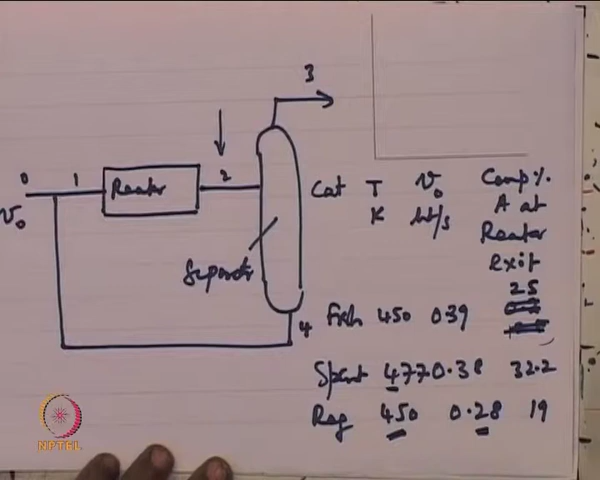 3
0 1 2
Reactor
v₀
Separator
4
Cat T v₀ Comp %
K lit/s A at
Reactor
Exit
25
Fresh 450 0.39
Spent 477 0.38 32.2
Reg 450 0.28 19
NPTEL